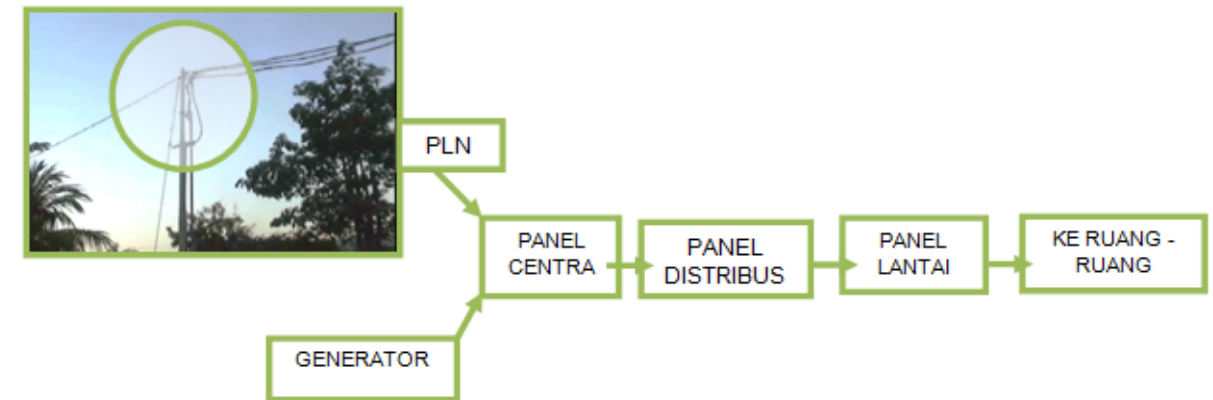 PLN
PANEL
CENTRA
PANEL
DISTRIBUS
PANEL
LANTAI
KE RUANG -
RUANG
GENERATOR